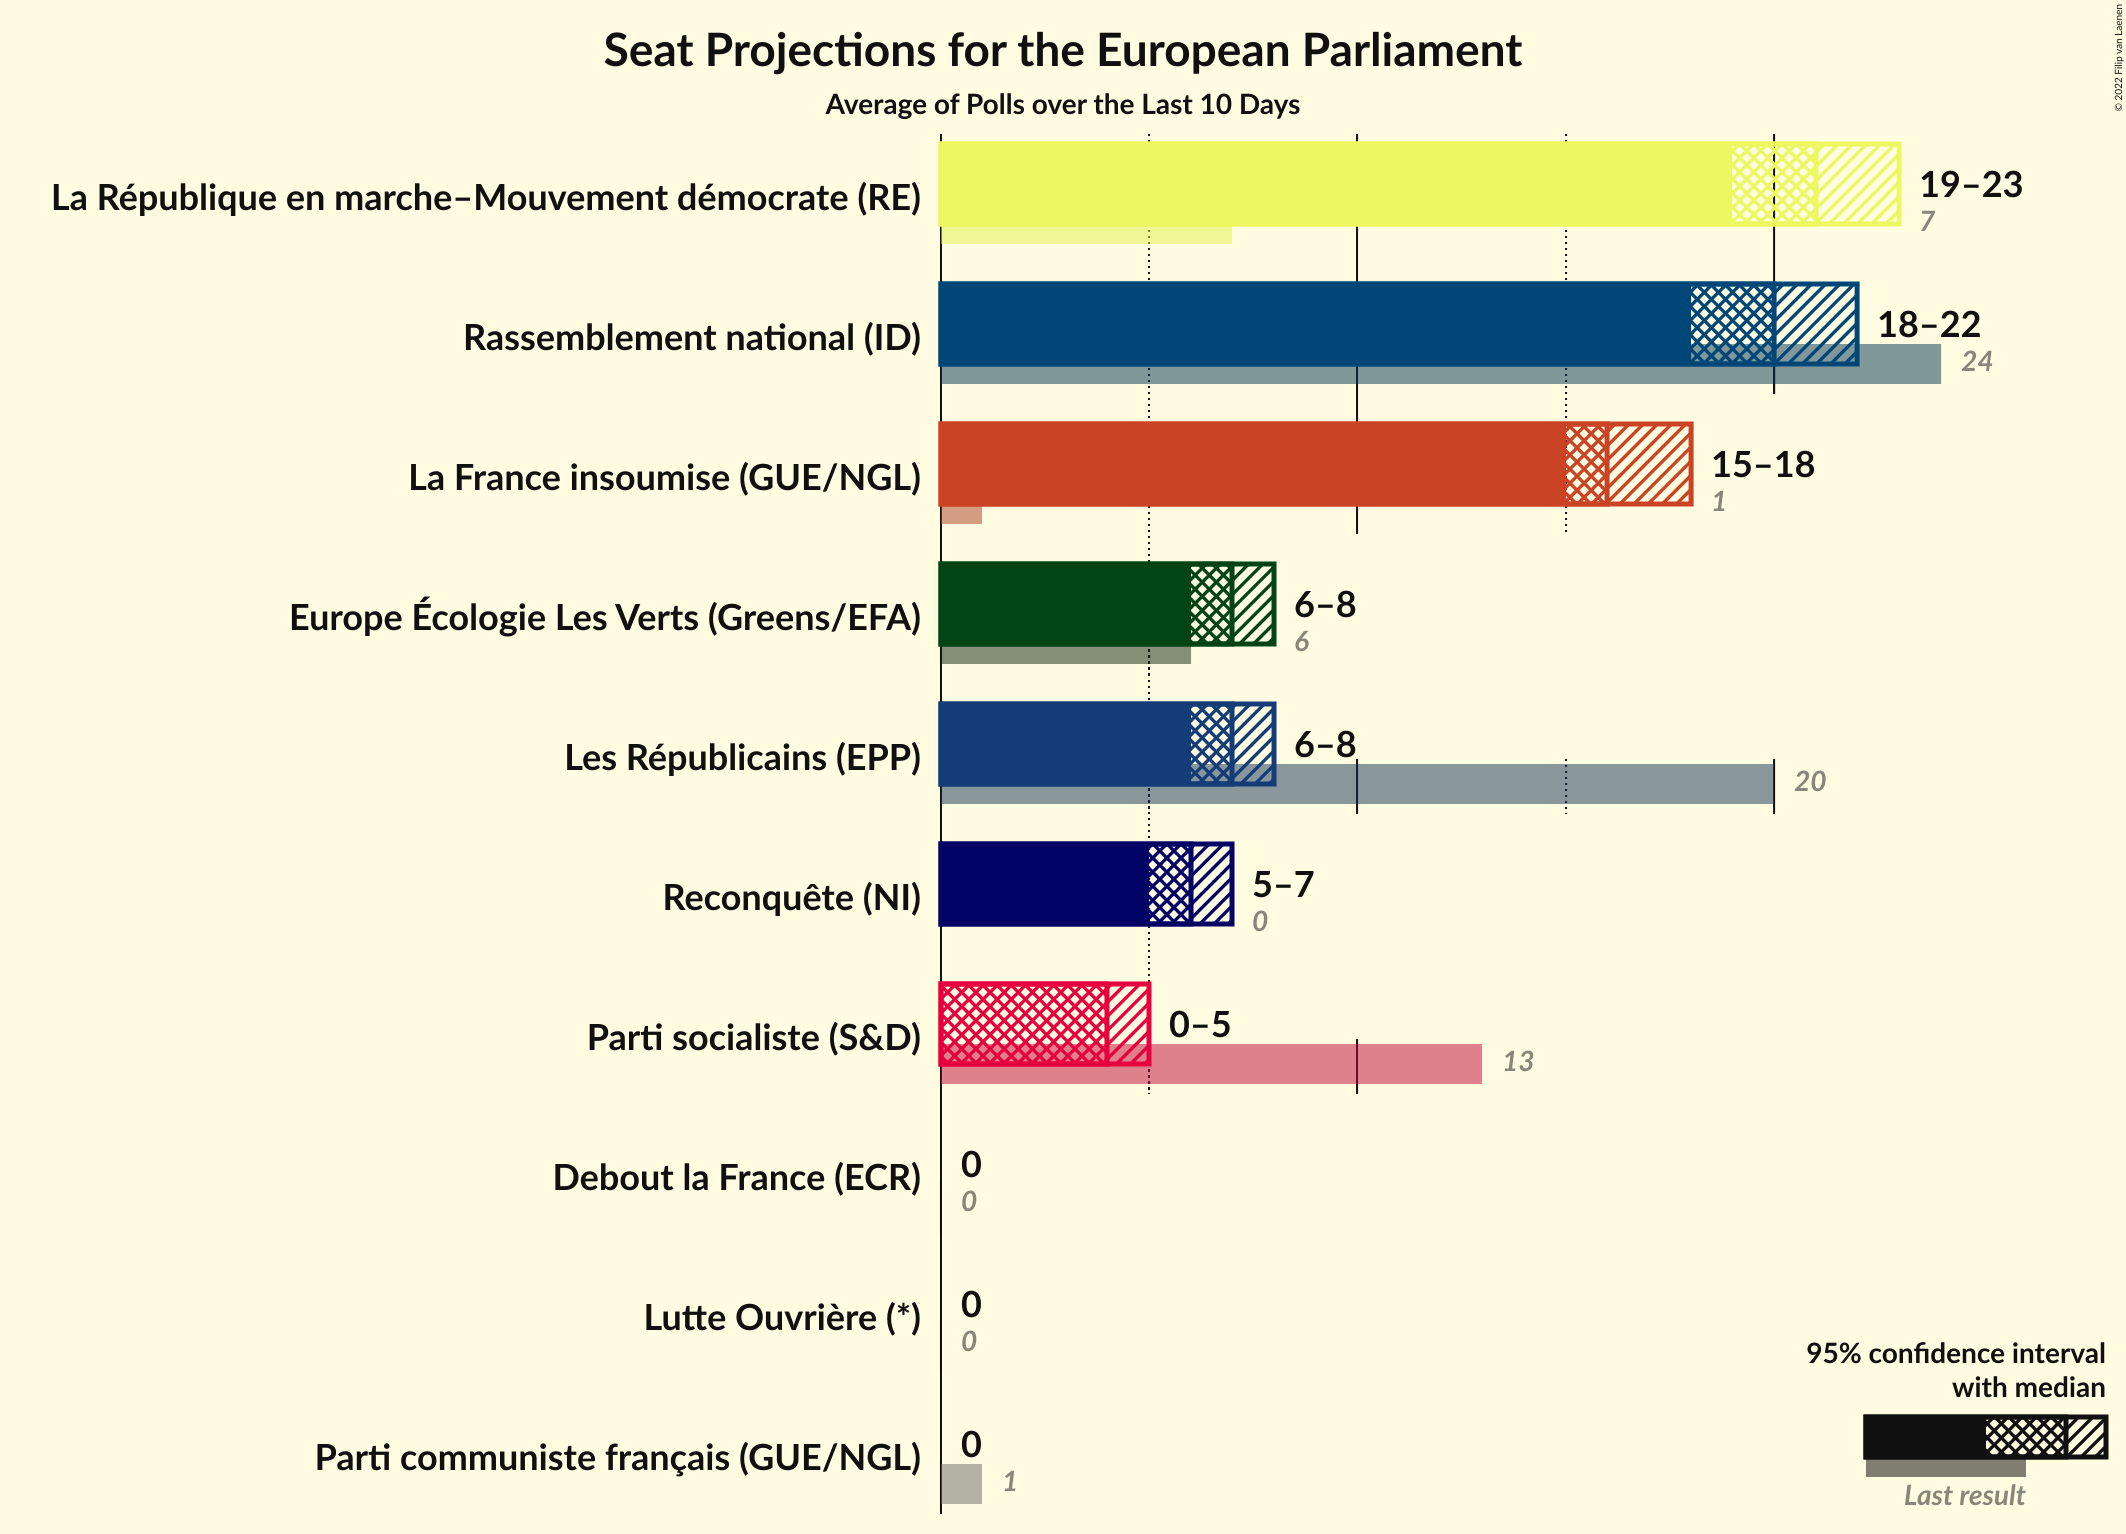 Seat Projections for the European Parliament
Average of Polls over the Last 10 Days
© 2022 Filip van Laenen
La République en marche–Mouvement démocrate (RE)
19–23
7
Rassemblement national (ID)
18–22
24
La France insoumise (GUE/NGL)
15–18
1
Europe Écologie Les Verts (Greens/EFA)
6–8
6
Les Républicains (EPP)
6–8
20
Reconquête (NI)
5–7
0
Parti socialiste (S&D)
0–5
13
Debout la France (ECR)
0
0
Lutte Ouvrière (*)
0
0
Parti communiste français (GUE/NGL)
0
1
95% confidence interval
with median
Last result